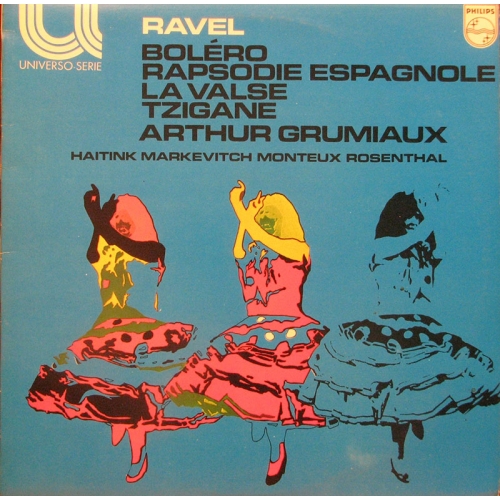 UNIVERSO-SERIE
PHILIPS
RAVEL
BOLÉRO
RAPSODIE ESPAGNOLE
LA VALSE
TZIGANE
ARTHUR GRUMIAUX
HAITINK MARKEVITCH MONTEUX ROSENTHAL